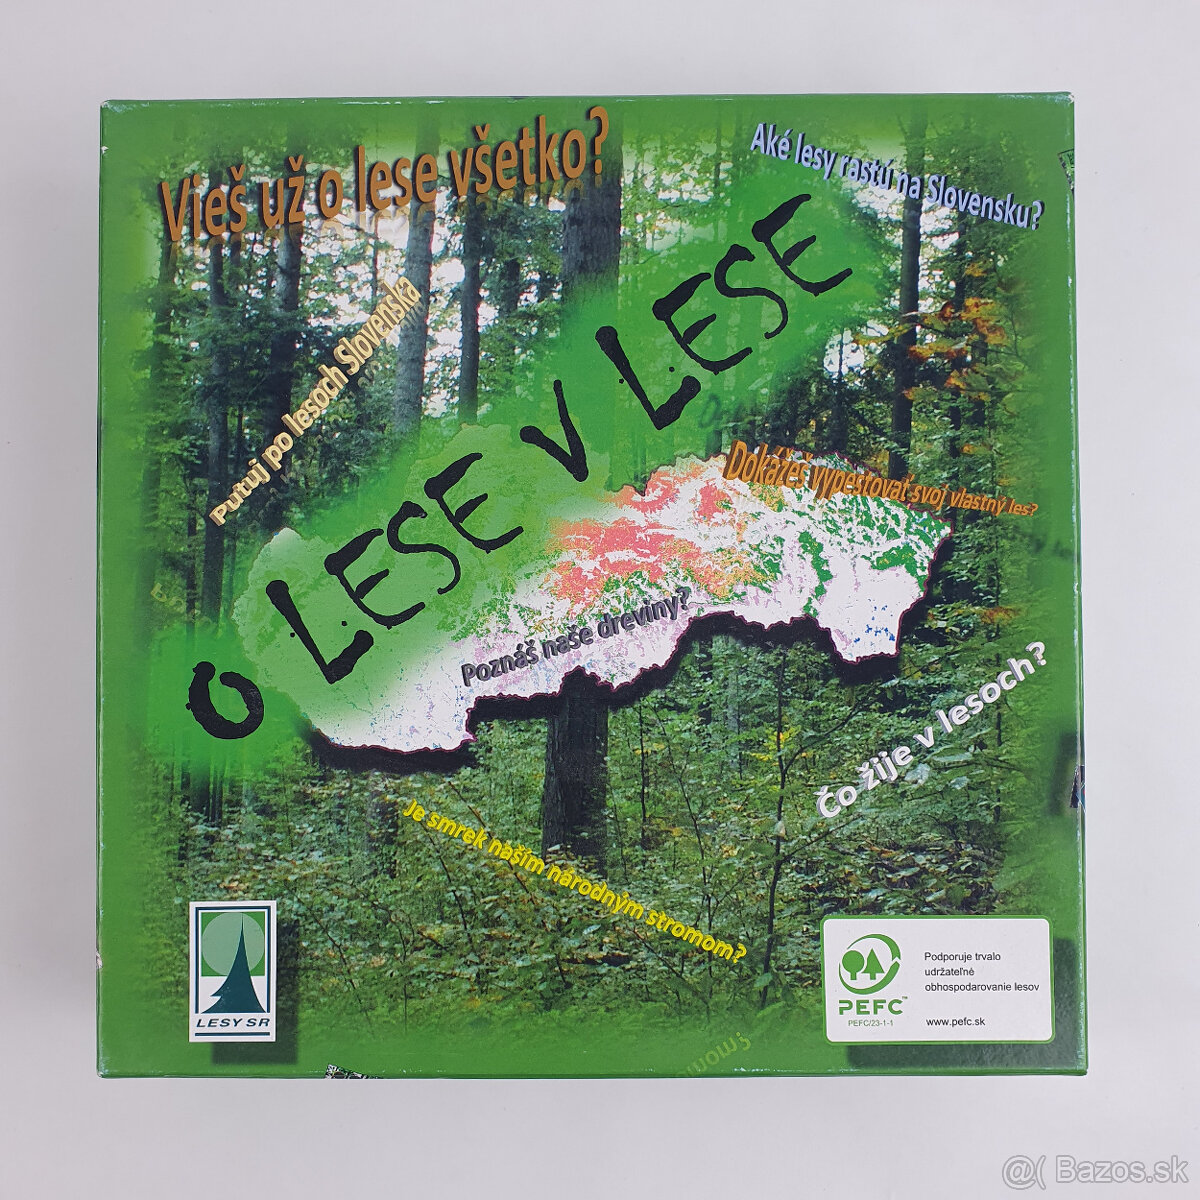 Vieš už o lese všetko?
Aké lesy rastú na Slovensku?
Putuj po lesoch Slovenska
O LESE V LESE
Dokážeš vypestovať svoj vlastný les?
Poznáš naše dreviny?
Čo žije v lesoch?
Je smrek naším národným stromom?
LESY SR
PEFC™
PEFC/23-1-1
Podporuje trvalo
udržateľné
obhospodarovanie lesov
www.pefc.sk
@( Bazos.sk